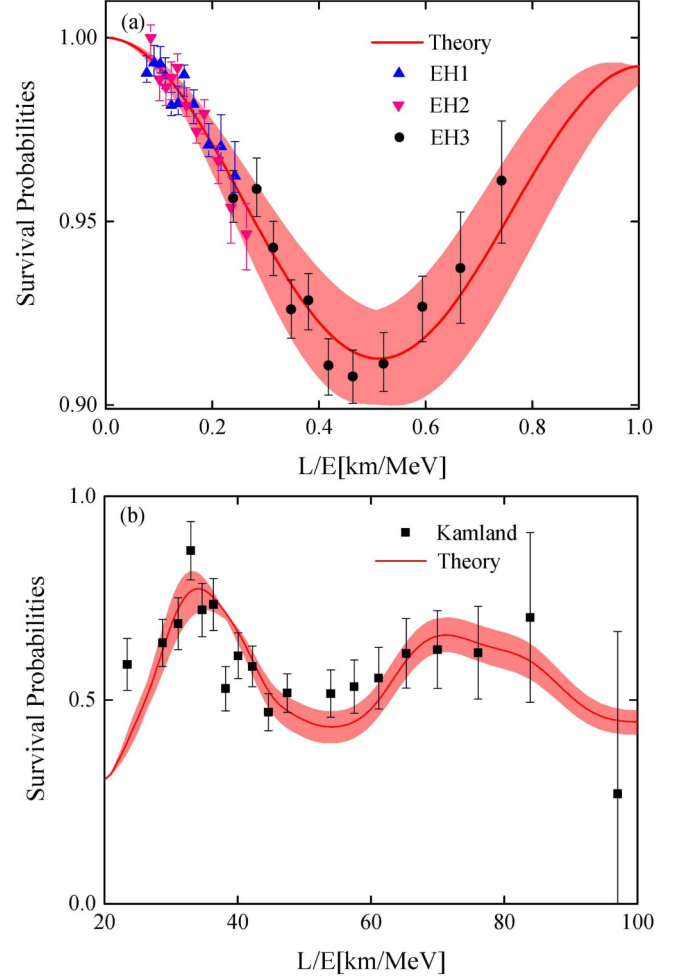 (a)
1.00
Theory
EH1
EH2
EH3
0.95
0.90
Survival Probabilities
0.0
0.2
0.4
0.6
0.8
1.0
L/E[km/MeV]
(b)
1.0
Kamland
Theory
0.5
0.0
Survival Probabilities
20
40
60
80
100
L/E[km/MeV]